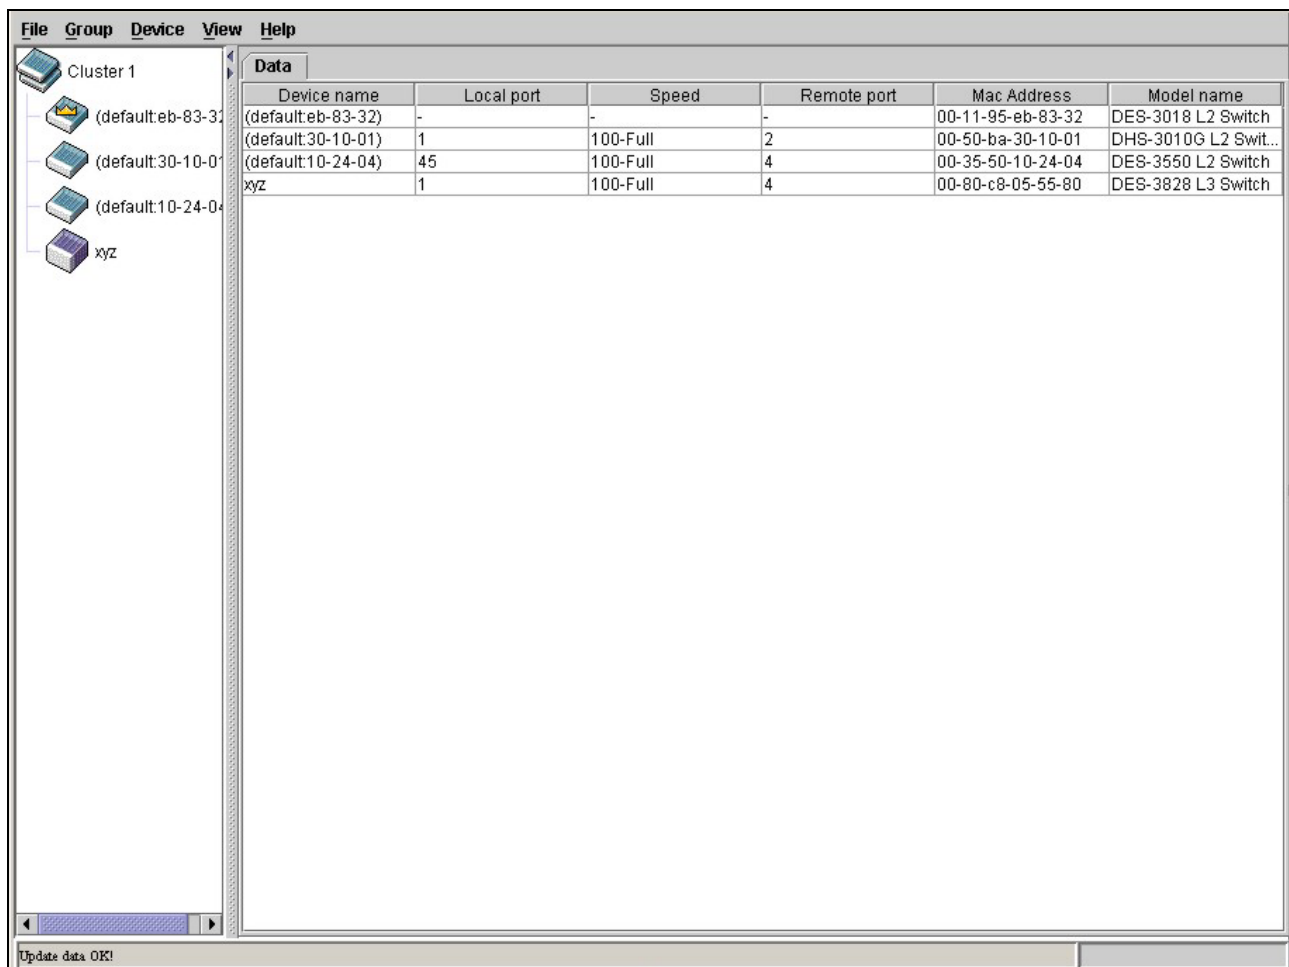 File Group Device View Help
Cluster 1
(default:eb-83-32
(default:30-10-01
(default:10-24-04
xyz
Data
Device name Local port Speed Remote port Mac Address Model name
(default:eb-83-32) - - - 00-11-95-eb-83-32 DES-3018 L2 Switch
(default:30-10-01) 1 100-Full 2 00-50-ba-30-10-01 DHS-3010G L2 Swit...
(default:10-24-04) 45 100-Full 4 00-35-50-10-24-04 DES-3550 L2 Switch
xyz 1 100-Full 4 00-80-c8-05-55-80 DES-3828 L3 Switch
Update data OK!